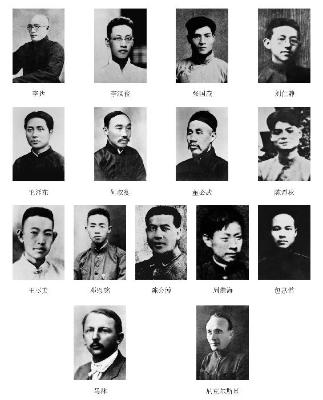 李达 李汉俊 张国焘 刘仁静
毛泽东 何叔衡 董必武 陈潭秋
王尽美 邓恩铭 陈公博 周佛海 包惠僧
马林 尼克尔斯基